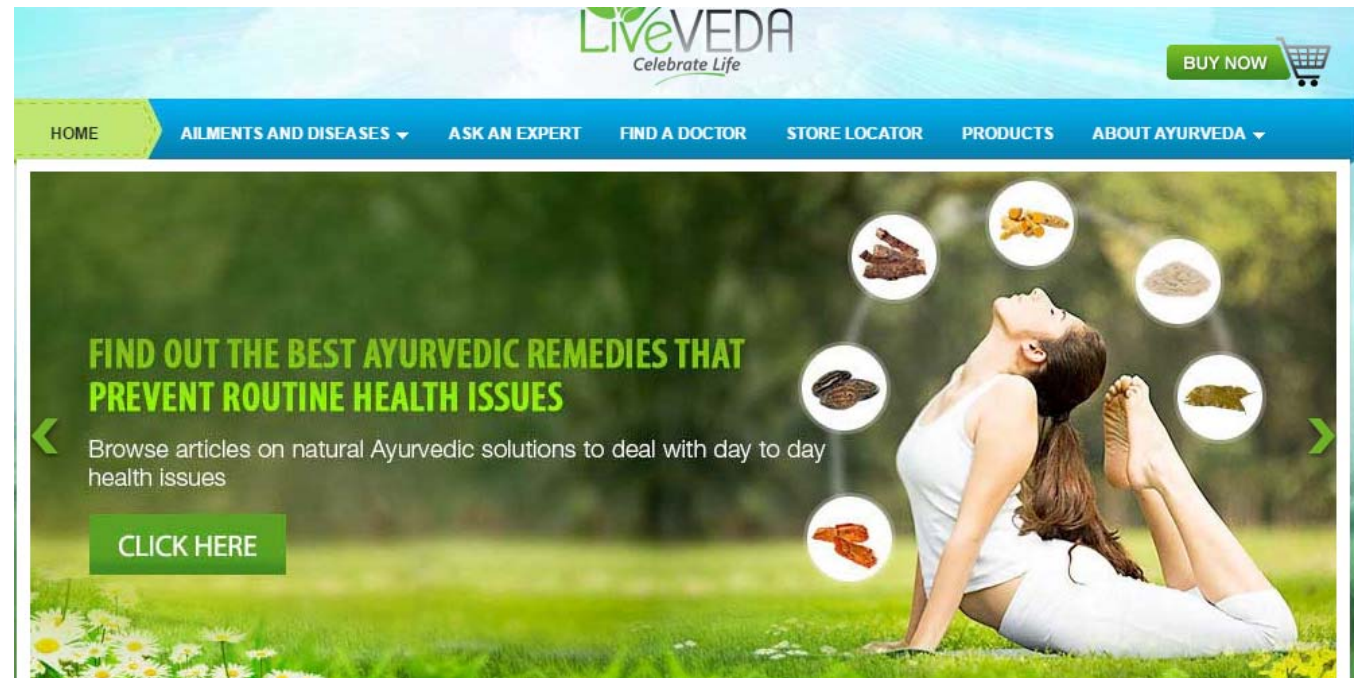 LiveVEDA
Celebrate Life
BUY NOW
HOME AILMENTS AND DISEASES ASK AN EXPERT FIND A DOCTOR STORE LOCATOR PRODUCTS ABOUT AYURVEDA
FIND OUT THE BEST AYURVEDIC REMEDIES THAT
PREVENT ROUTINE HEALTH ISSUES
Browse articles on natural Ayurvedic solutions to deal with day to day
health issues
CLICK HERE